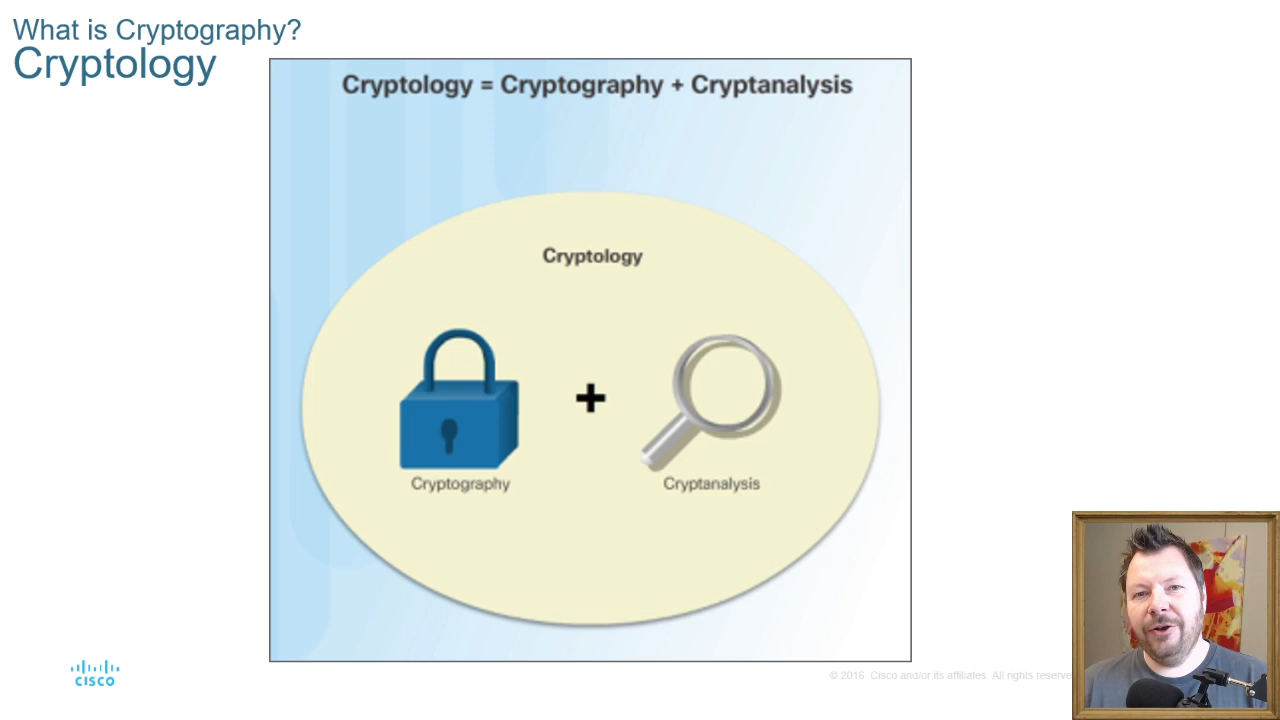 What is Cryptography?
Cryptology
Cryptology = Cryptography + Cryptanalysis
Cryptology
+
Cryptography
Cryptanalysis
CISCO
© 2016 Cisco and/or its affiliates. All rights reserve